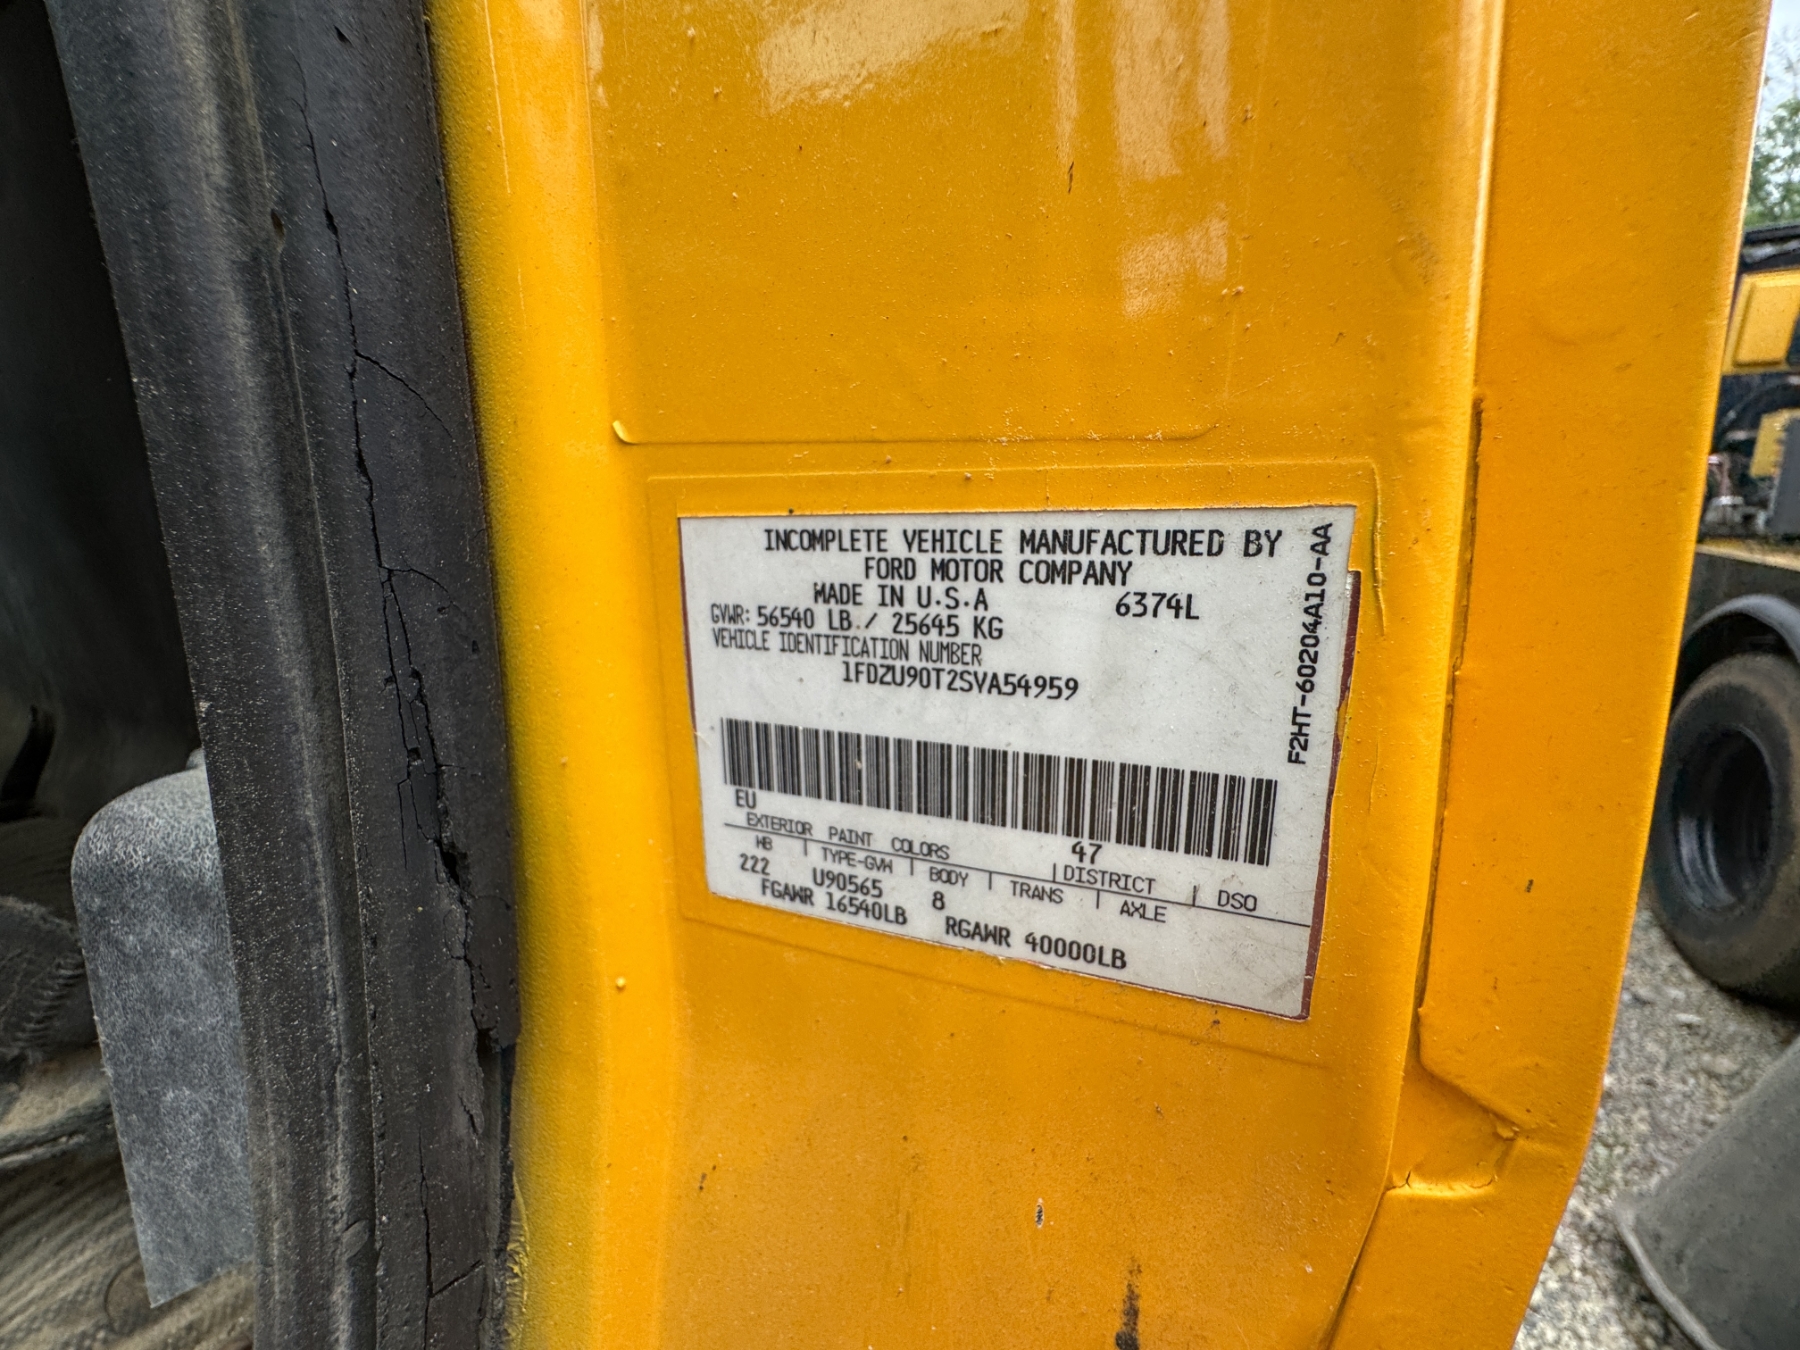 INCOMPLETE VEHICLE MANUFACTURED BY
FORD MOTOR COMPANY
MADE IN U.S.A 6374L
GVWR: 56540 LB / 25645 KG
VEHICLE IDENTIFICATION NUMBER
1FDZU90T2SVA54959
EU 47
EXTERIOR PAINT COLORS DISTRICT DSO
WB TYPE-GVW BODY TRANS AXLE
222 U90565 8
FGAWR 16540LB RGAWR 40000LB
F2HT-60204A10-AA